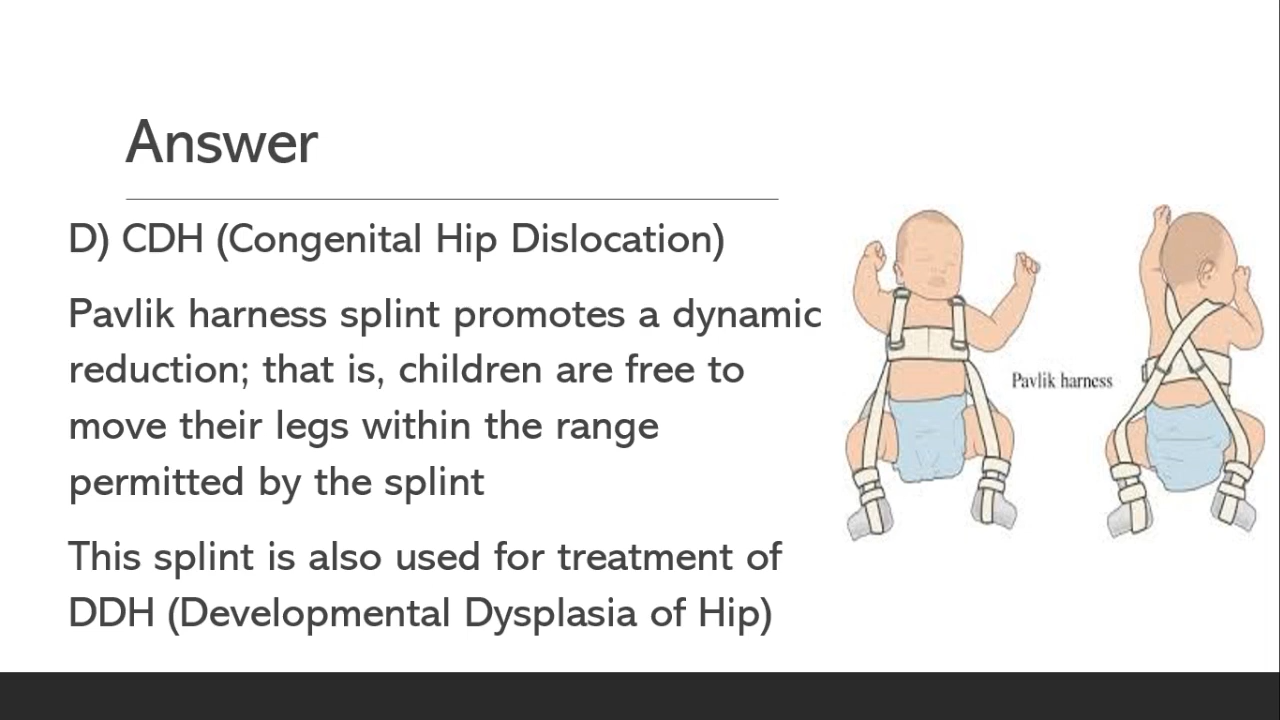 Answer
D) CDH (Congenital Hip Dislocation)
Pavlik harness splint promotes a dynamic
reduction; that is, children are free to
move their legs within the range
permitted by the splint
Pavlik harness
This splint is also used for treatment of
DDH (Developmental Dysplasia of Hip)